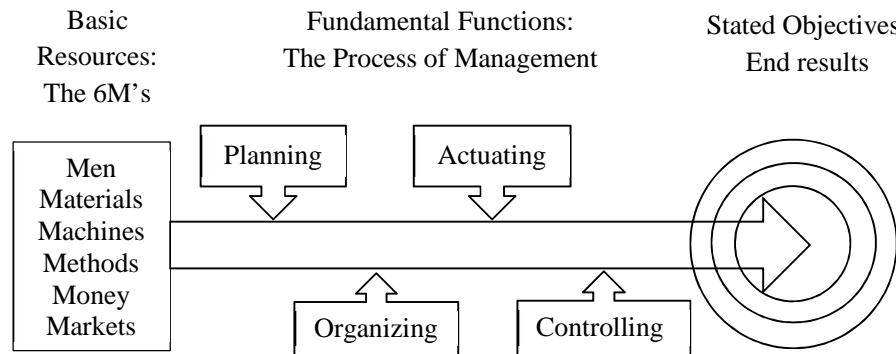 Basic
Resources:
The 6M's
Fundamental Functions:
The Process of Management
Stated Objectives
End results
Men
Materials
Machines
Methods
Money
Markets
Planning
Actuating
Organizing
Controlling